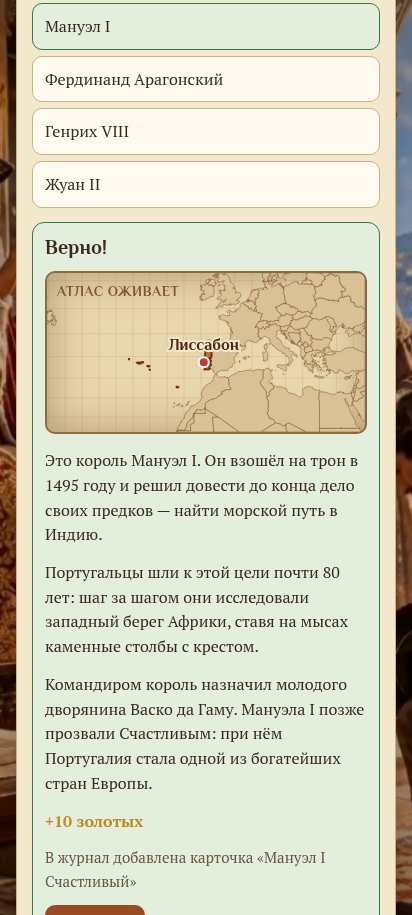 Мануэл I
Фердинанд Арагонский
Генрих VIII
Жуан II
Верно!
АТЛАС ОЖИВАЕТ
Лиссабон
Это король Мануэл I. Он взошёл на трон в
1495 году и решил довести до конца дело
своих предков — найти морской путь в
Индию.
Португальцы шли к этой цели почти 80
лет: шаг за шагом они исследовали
западный берег Африки, ставя на мысах
каменные столбы с крестом.
Командиром король назначил молодого
дворянина Васко да Гаму. Мануэла I позже
прозвали Счастливым: при нём
Португалия стала одной из богатейших
стран Европы.
+10 золотых
В журнал добавлена карточка «Мануэл I
Счастливый»